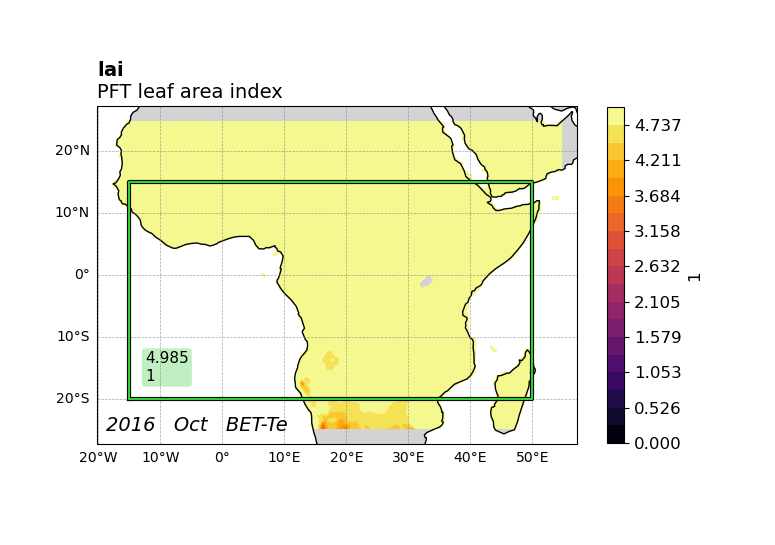 lai
PFT leaf area index
20°N
10°N
0°
10°S
20°S
4.985
1
2016   Oct   BET-Te
20°W 10°W 0° 10°E 20°E 30°E 40°E 50°E
4.737
4.211
3.684
3.158
2.632
2.105
1.579
1.053
0.526
0.000
1